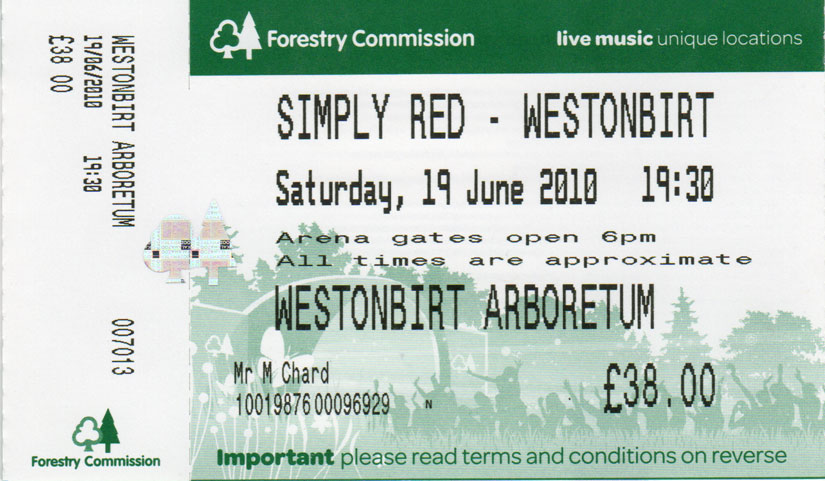 WESTONBIRT ARBORETUM
19/06/2010 19:30
£38 00
007013
Forestry Commission
Forestry Commission
live music unique locations
SIMPLY RED - WESTONBIRT
Saturday, 19 June 2010 19:30
Arena gates open 6pm
All times are approximate
WESTONBIRT ARBORETUM
Mr M Chard
£38.00
10019876 00096929 N
Important please read terms and conditions on reverse